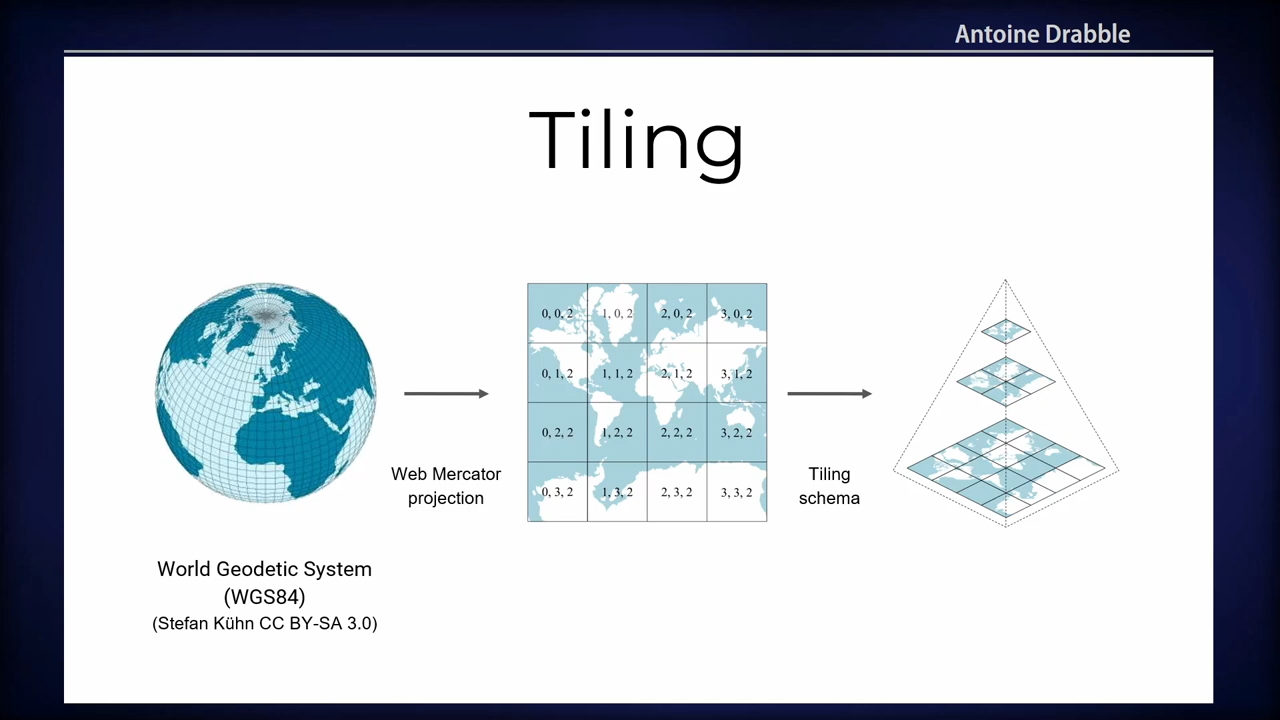 Antoine Drabble
Tiling
0, 0, 2
1, 0, 2
2, 0, 2
3, 0, 2
0, 1, 2
1, 1, 2
2, 1, 2
3, 1, 2
0, 2, 2
1, 2, 2
2, 2, 2
3, 2, 2
0, 3, 2
1, 3, 2
2, 3, 2
3, 3, 2
Web Mercator
projection
Tiling
schema
World Geodetic System
(WGS84)
(Stefan Kühn CC BY-SA 3.0)